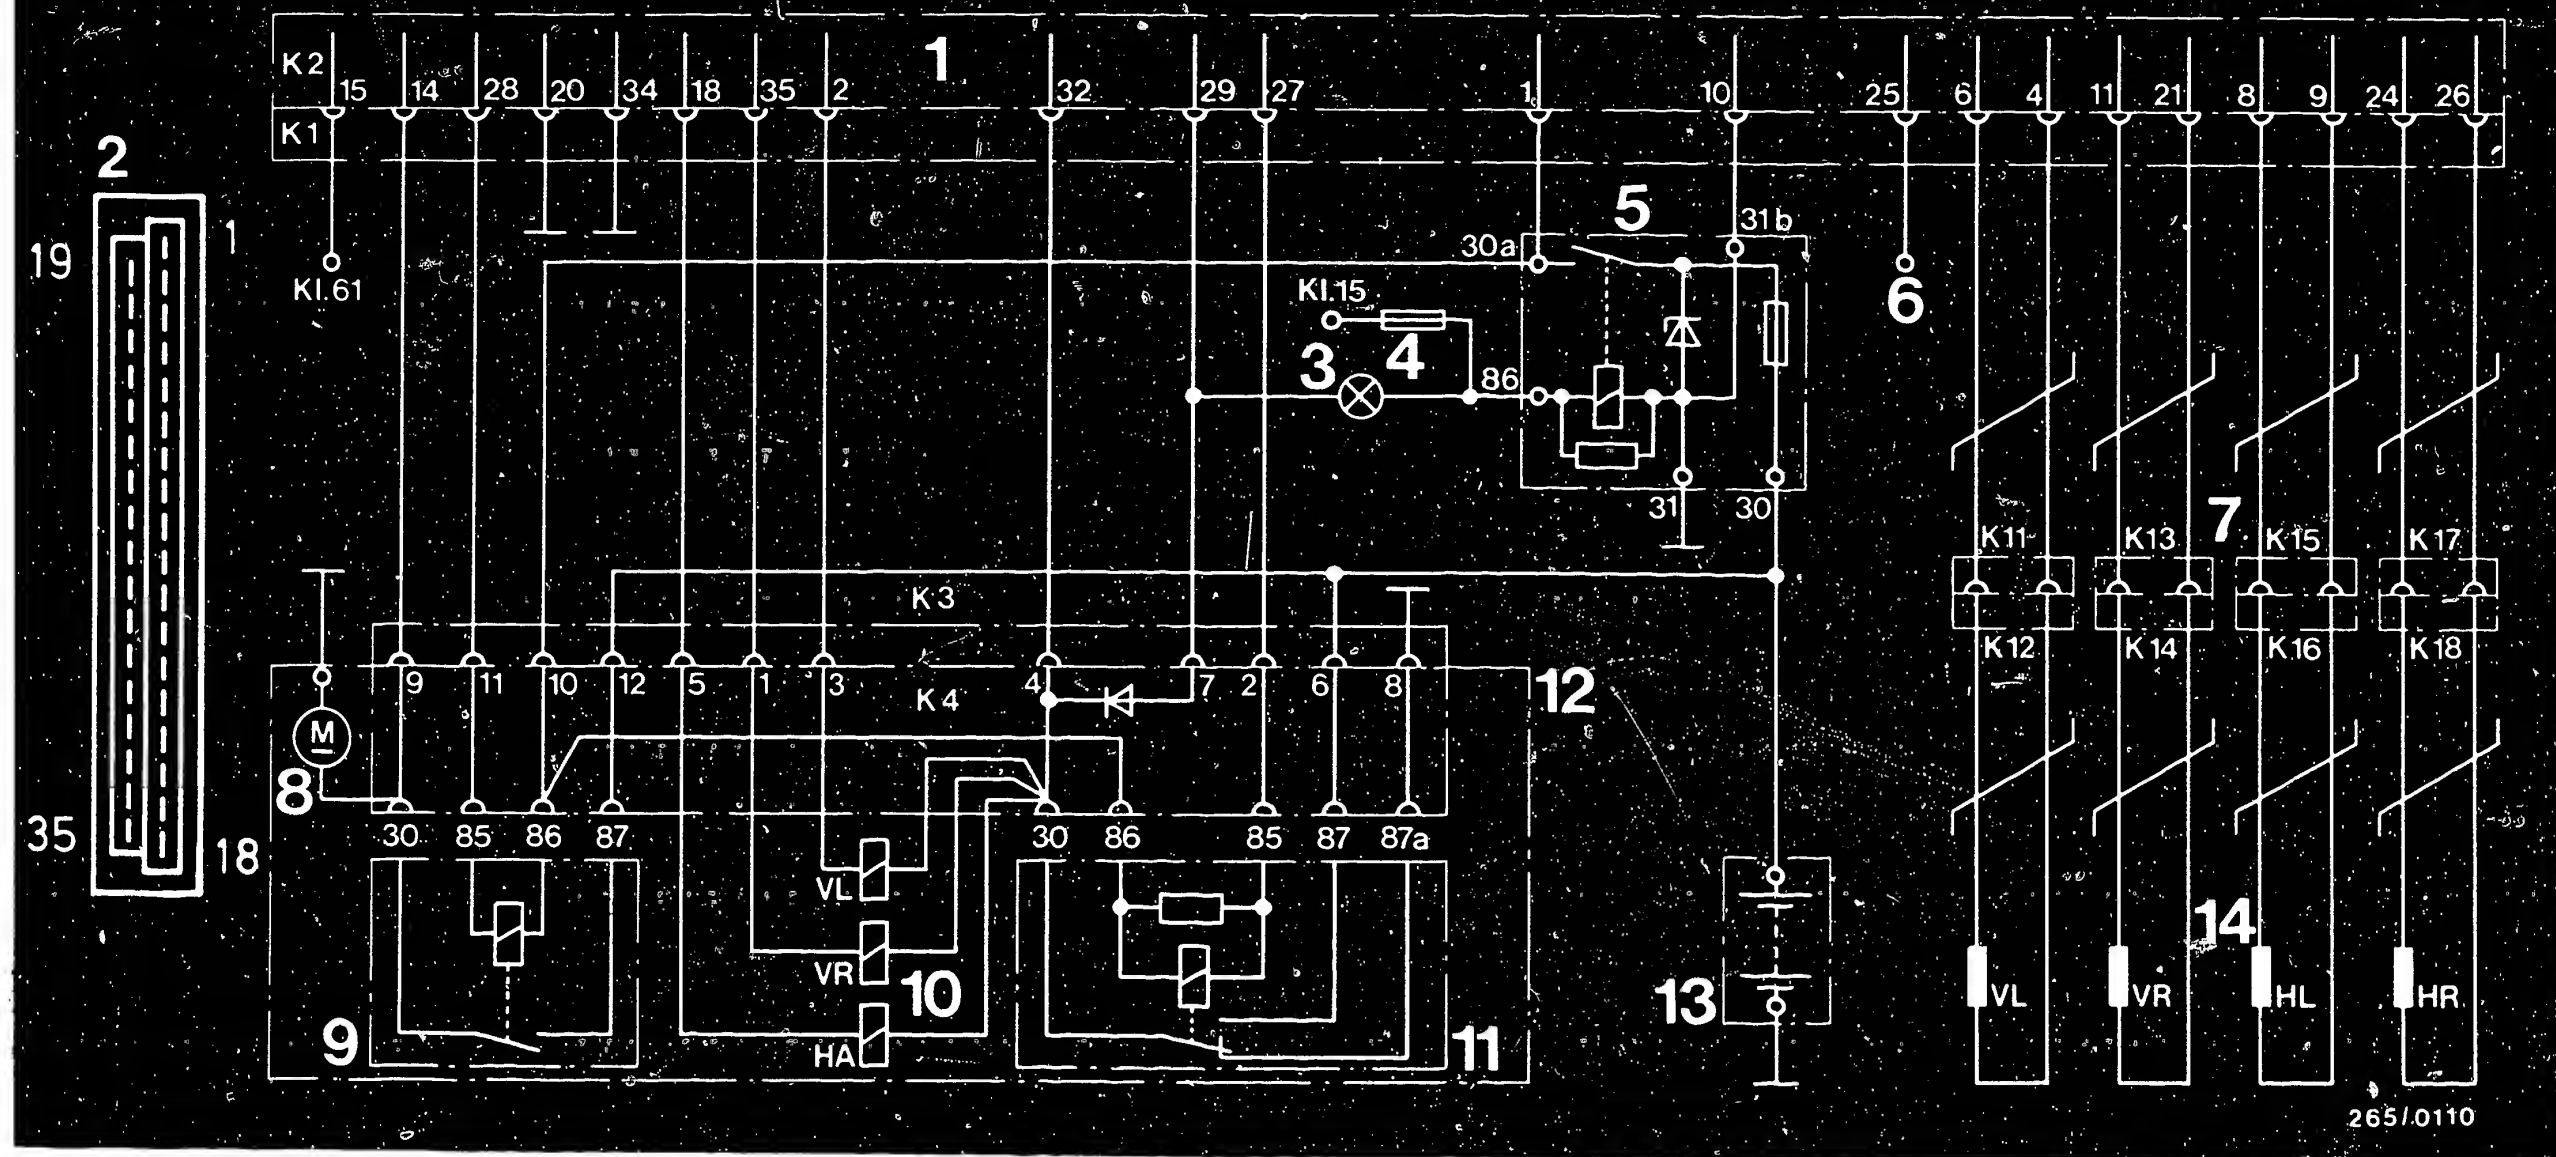 1
K2
15 14 28 20 34 18 35 2 32 29 27 1 10 25 6 4 11 21 8 9 24 26
K1
2
19
1
35
18
Kl.61
5
31b
30a
Kl.15
3
4
86
6
31
30
7
K11 K13 K15 K17
K3
K12 K14 K16 K18
9 11 10 12 5 1 3 4 7 2 6 8
K4
12
M
8
30 85 86 87
30 86 85 87 87a
VL
VR
10
HA
9
11
13
14
VL VR HL HR
265/.0110